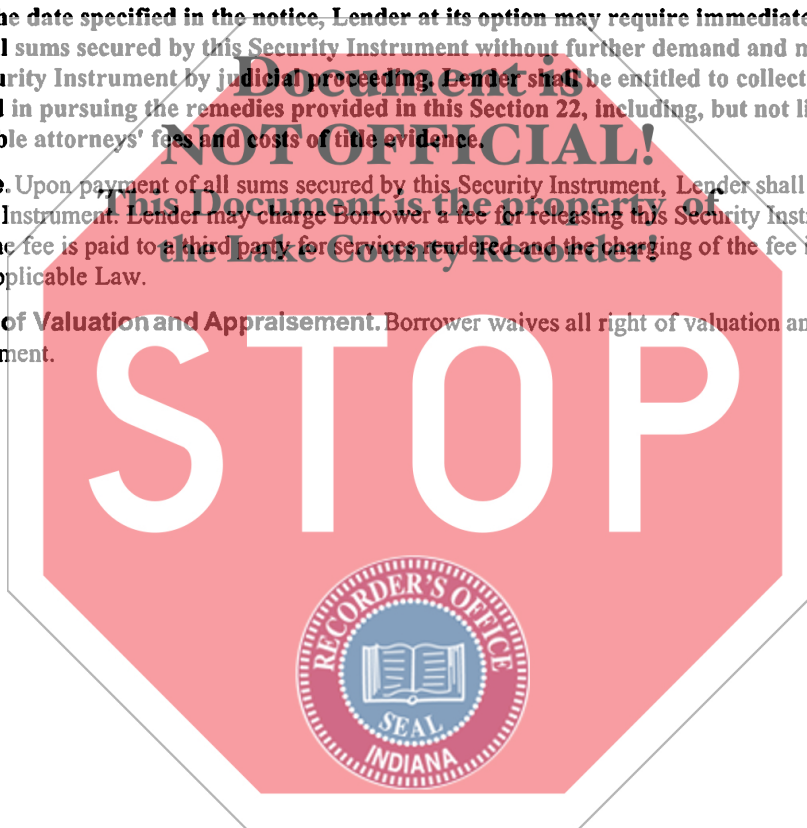 ne date specified in the notice, Lender at its option may require immediate
l sums secured by this Security Instrument without further demand and m
urity Instrument by judicial proceeding. Lender shall be entitled to collect
d in pursuing the remedies provided in this Section 22, including, but not li
ble attorneys' fees and costs of title evidence.
e. Upon payment of all sums secured by this Security Instrument, Lender shall
Instrument. Lender may charge Borrower a fee for releasing this Security Inst
he fee is paid to a third party for services rendered and the charging of the fee i
pplicable Law.
of Valuation and Appraisement. Borrower waives all right of valuation an
ment.
Document is
NOT OFFICIAL!
This Document is the property of
the Lake County Recorder!
STOP
RECORDER'S OFFICE
SEAL
INDIANA